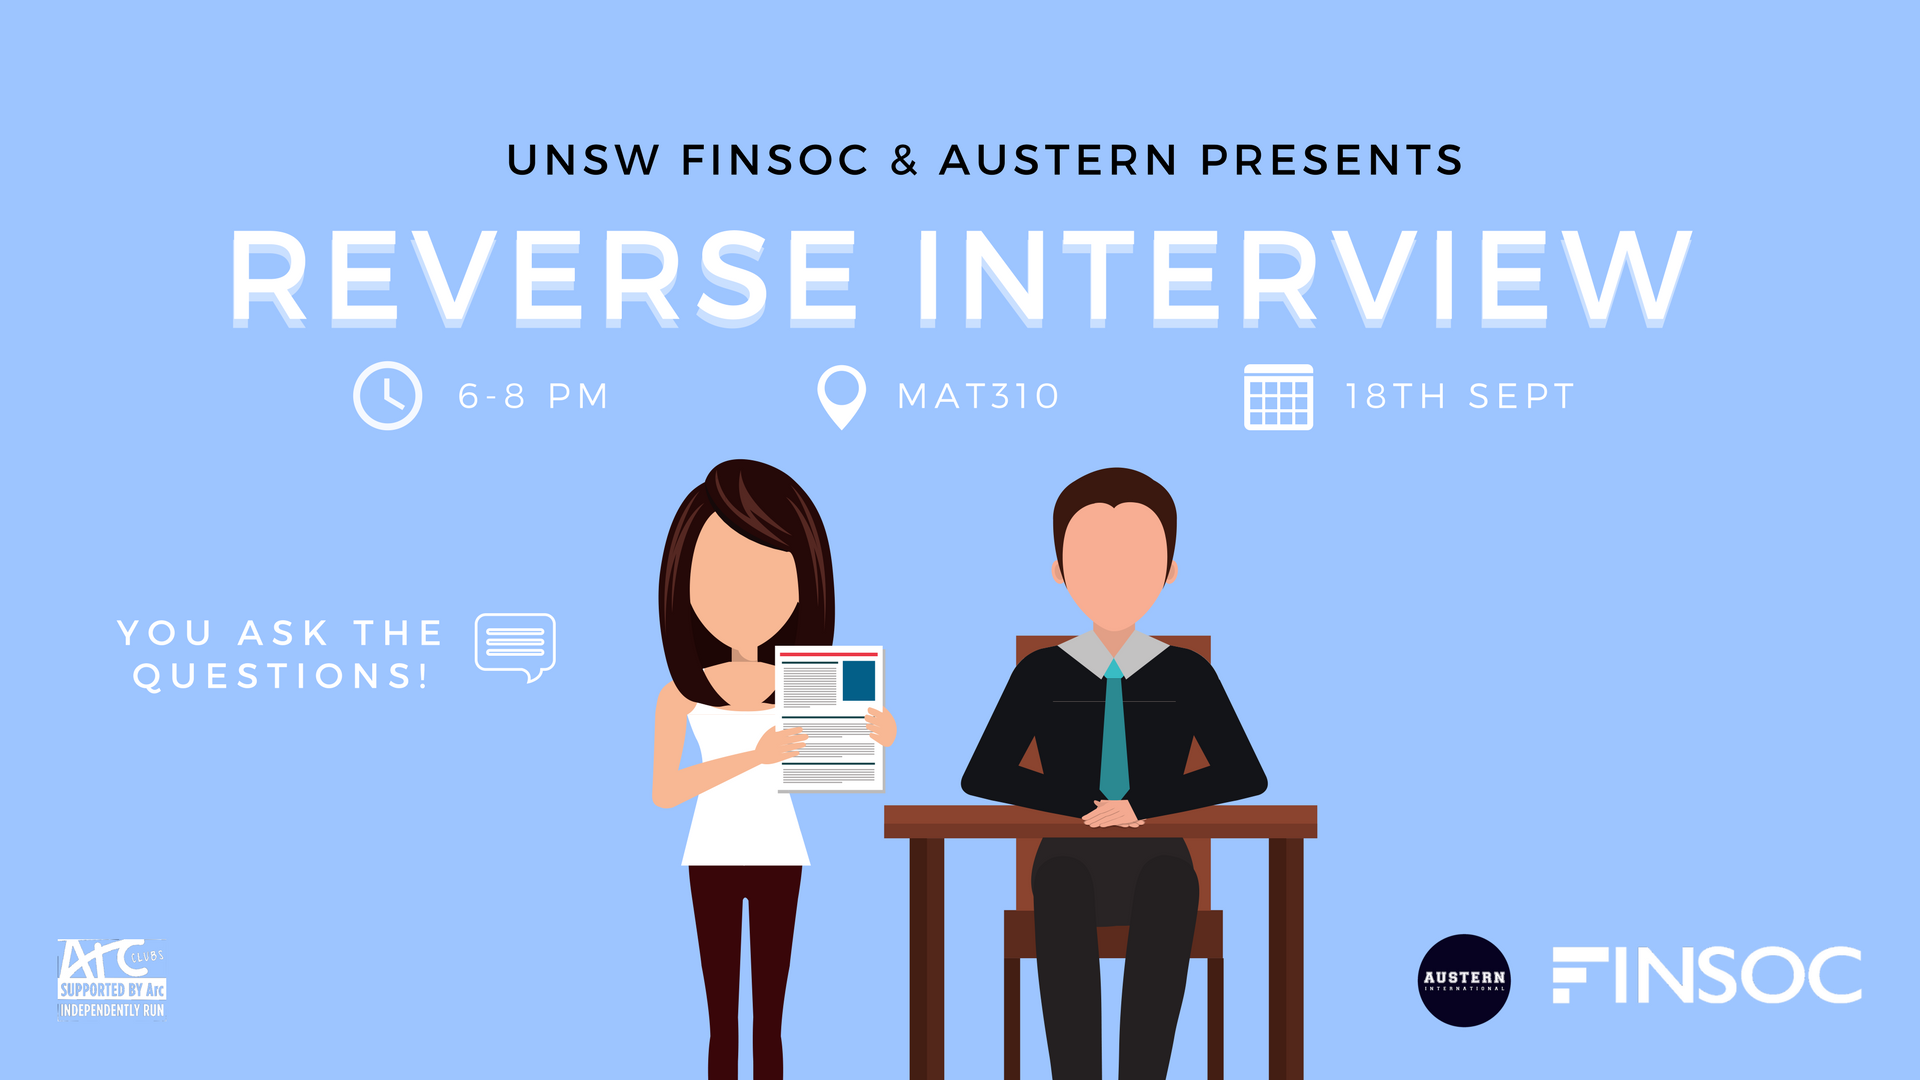 UNSW FINSOC & AUSTERN PRESENTS
REVERSE INTERVIEW
6-8 PM
MAT310
18TH SEPT
YOU ASK THE
QUESTIONS!
Arc CLUBS
SUPPORTED BY Arc
INDEPENDENTLY RUN
AUSTERN
INTERNATIONAL
FINSOC